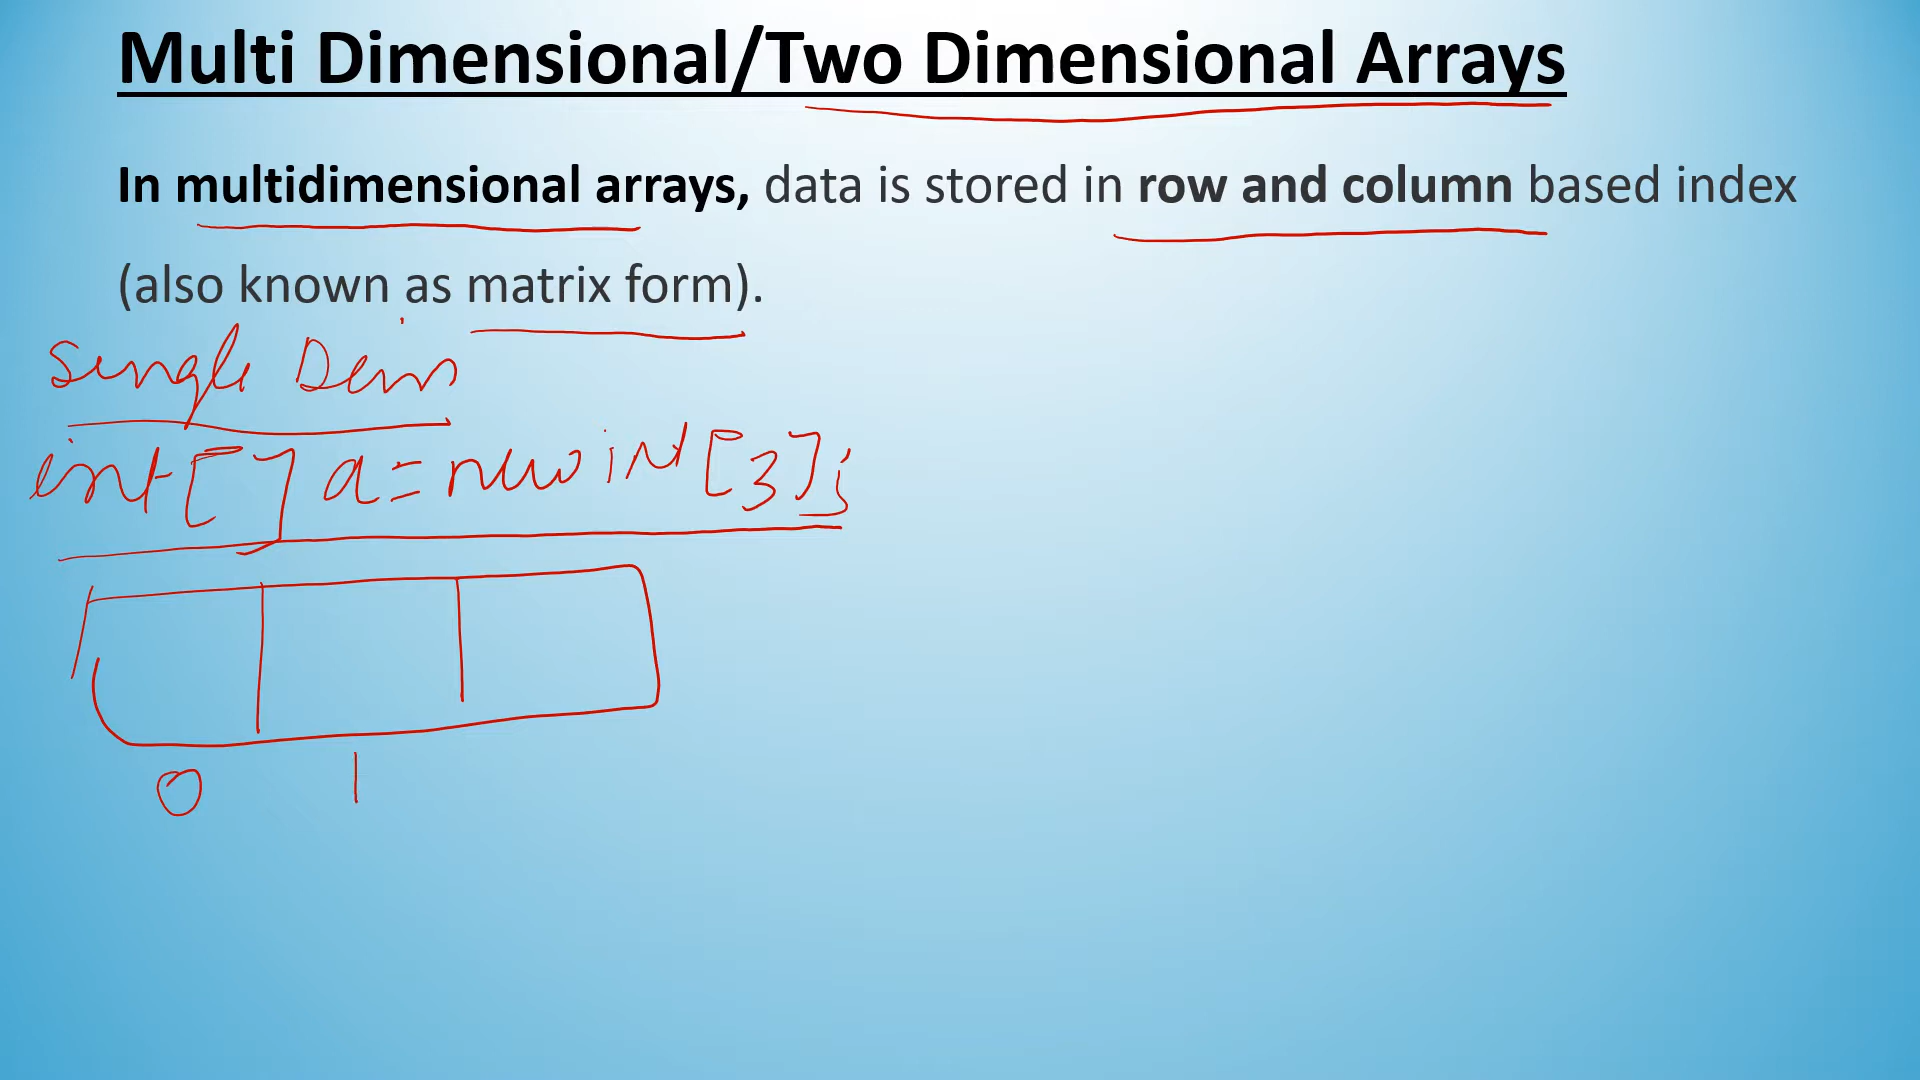 Multi Dimensional/Two Dimensional Arrays
In multidimensional arrays, data is stored in row and column based index
(also known as matrix form).
Single Dim
int[] a=new int[3];
0 1